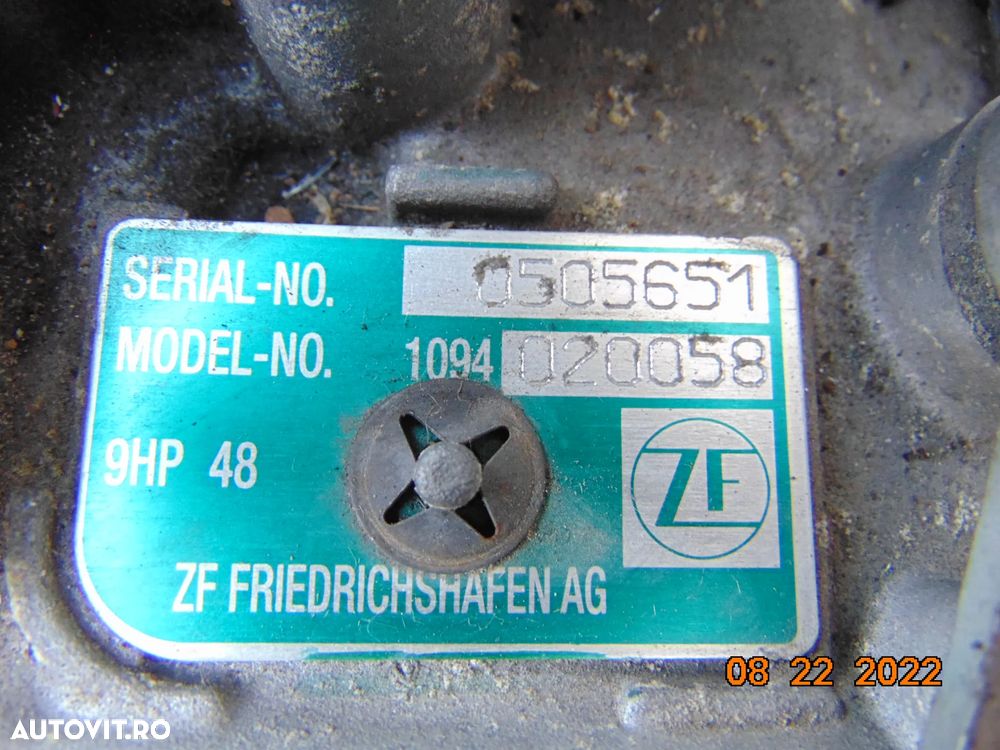 SERIAL-NO. 0505651
MODEL-NO. 1094 020058
9HP 48
ZF
ZF FRIEDRICHSHAFEN AG
08 22 2022
AUTOVIT.RO